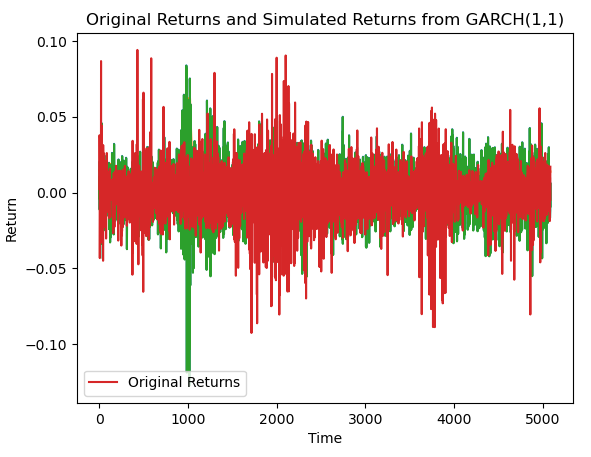 Original Returns and Simulated Returns from GARCH(1,1)
0.10
0.05
0.00
−0.05
−0.10
Return
Original Returns
0 1000 2000 3000 4000 5000
Time